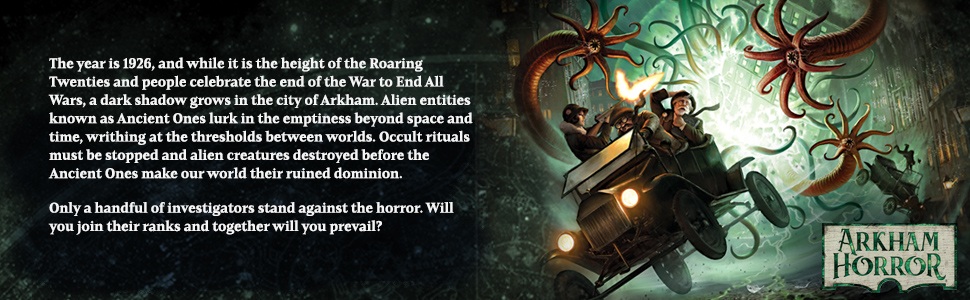 The year is 1926, and while it is the height of the Roaring
Twenties and people celebrate the end of the War to End All
Wars, a dark shadow grows in the city of Arkham. Alien entities
known as Ancient Ones lurk in the emptiness beyond space and
time, writhing at the thresholds between worlds. Occult rituals
must be stopped and alien creatures destroyed before the
Ancient Ones make our world their ruined dominion.
Only a handful of investigators stand against the horror. Will
you join their ranks and together will you prevail?
ARKHAM
HORROR